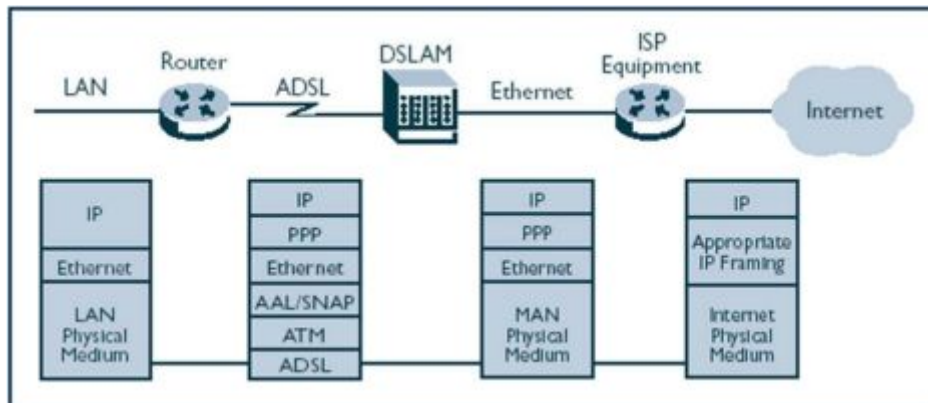 LAN
Router
ADSL
DSLAM
Ethernet
ISP
Equipment
Internet
IP
Ethernet
LAN
Physical
Medium
IP
PPP
Ethernet
AAL/SNAP
ATM
ADSL
IP
PPP
Ethernet
MAN
Physical
Medium
IP
Appropriate
IP Framing
Internet
Physical
Medium